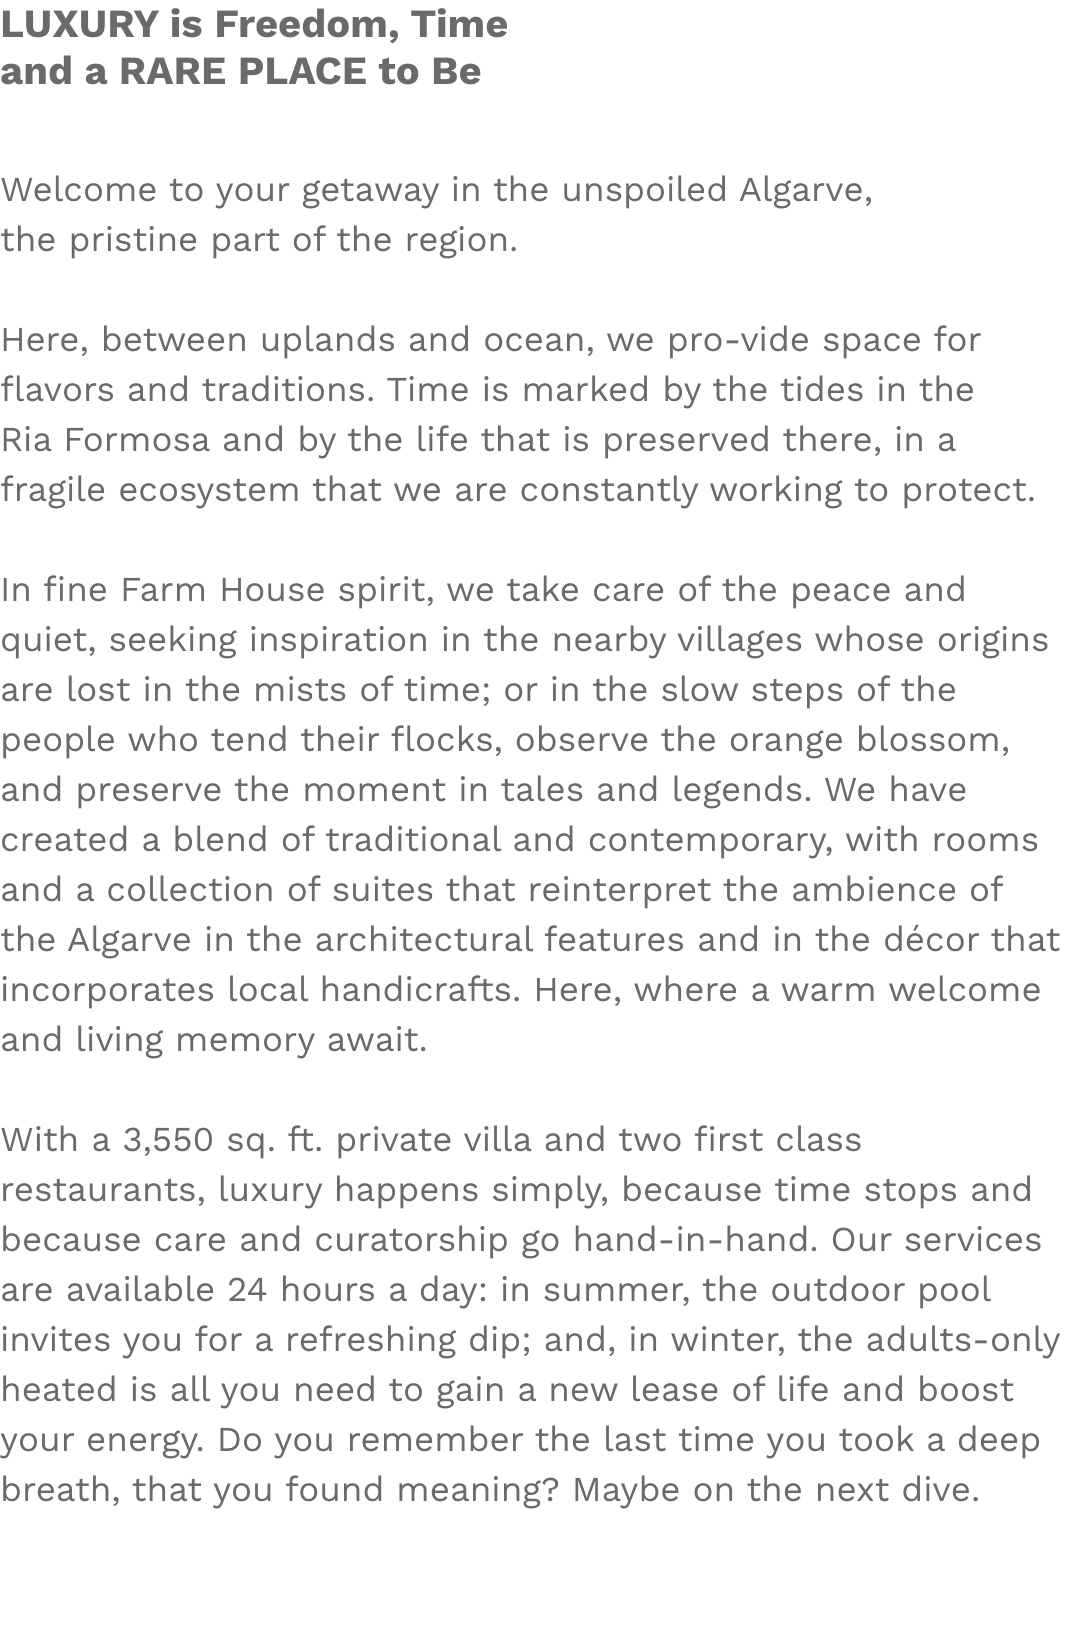 LUXURY is Freedom, Time
and a RARE PLACE to Be
Welcome to your getaway in the unspoiled Algarve,
the pristine part of the region.
Here, between uplands and ocean, we pro-vide space for
flavors and traditions. Time is marked by the tides in the
Ria Formosa and by the life that is preserved there, in a
fragile ecosystem that we are constantly working to protect.
In fine Farm House spirit, we take care of the peace and
quiet, seeking inspiration in the nearby villages whose origins
are lost in the mists of time; or in the slow steps of the
people who tend their flocks, observe the orange blossom,
and preserve the moment in tales and legends. We have
created a blend of traditional and contemporary, with rooms
and a collection of suites that reinterpret the ambience of
the Algarve in the architectural features and in the décor that
incorporates local handicrafts. Here, where a warm welcome
and living memory await.
With a 3,550 sq. ft. private villa and two first class
restaurants, luxury happens simply, because time stops and
because care and curatorship go hand-in-hand. Our services
are available 24 hours a day: in summer, the outdoor pool
invites you for a refreshing dip; and, in winter, the adults-only
heated is all you need to gain a new lease of life and boost
your energy. Do you remember the last time you took a deep
breath, that you found meaning? Maybe on the next dive.